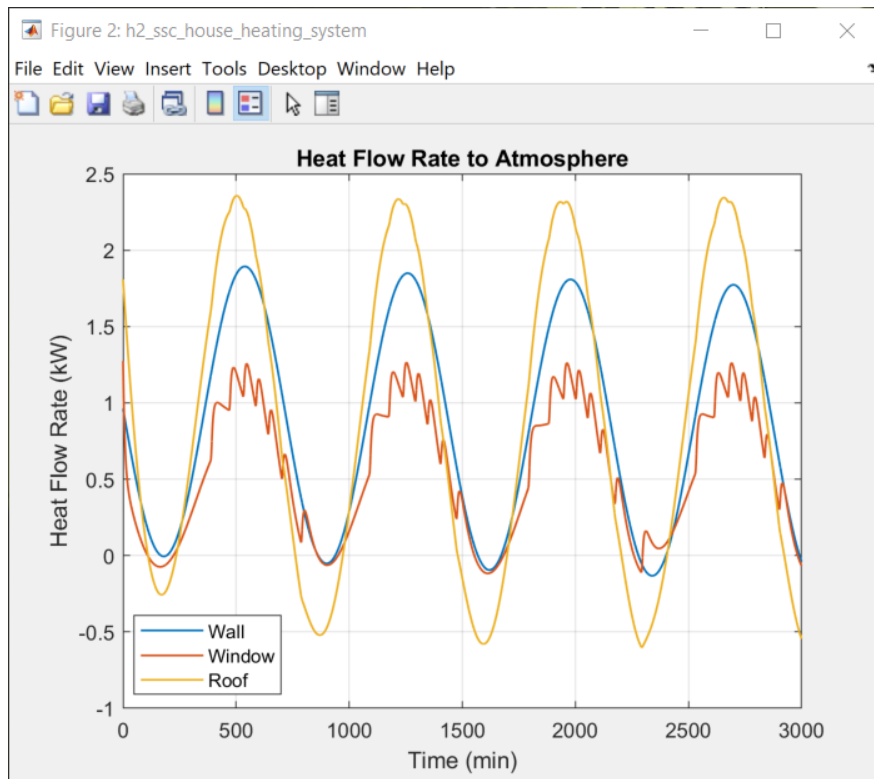 Figure 2: h2_ssc_house_heating_system
File Edit View Insert Tools Desktop Window Help
Heat Flow Rate to Atmosphere
2.5
2
1.5
1
0.5
0
-0.5
-1
Heat Flow Rate (kW)
Wall
Window
Roof
0 500 1000 1500 2000 2500 3000
Time (min)